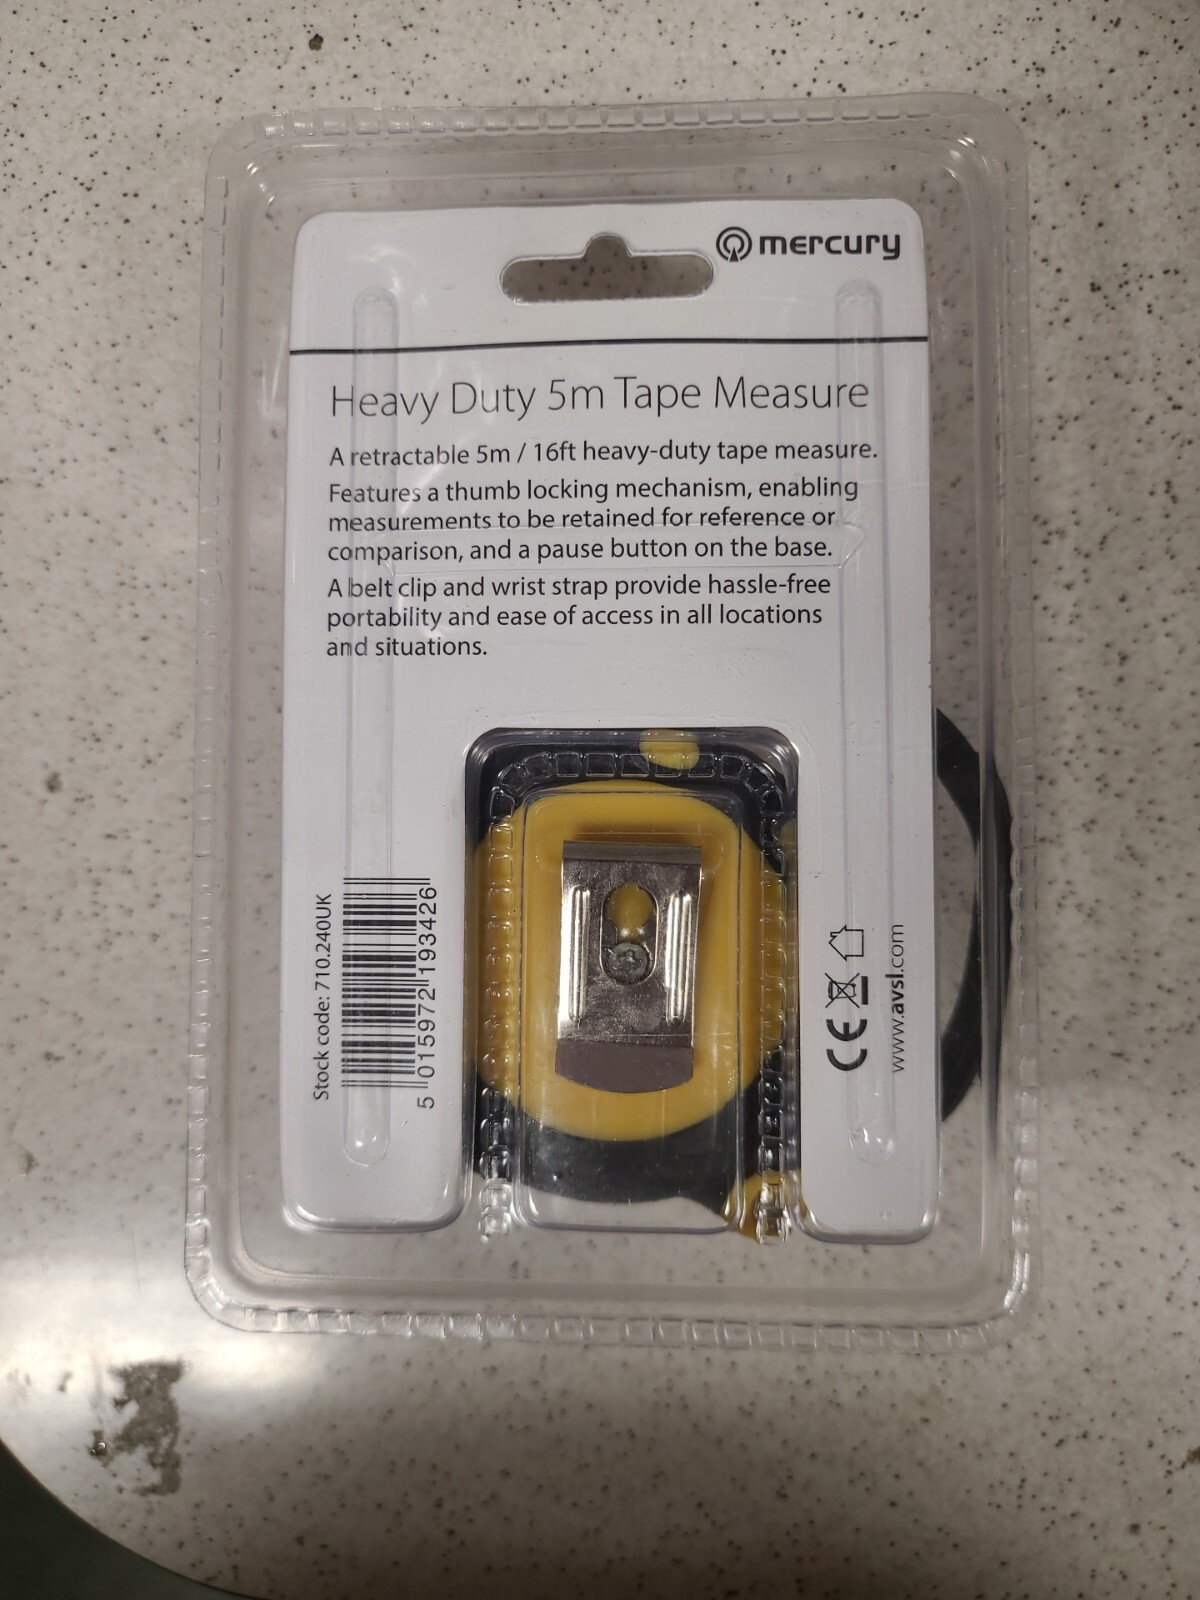 mercury
Heavy Duty 5m Tape Measure
A retractable 5m / 16ft heavy-duty tape measure.
Features a thumb locking mechanism, enabling
measurements to be retained for reference or
comparison, and a pause button on the base.
A belt clip and wrist strap provide hassle-free
portability and ease of access in all locations
and situations.
Stock code: 710.240UK
5 015972 193426
CE
www.avsl.com